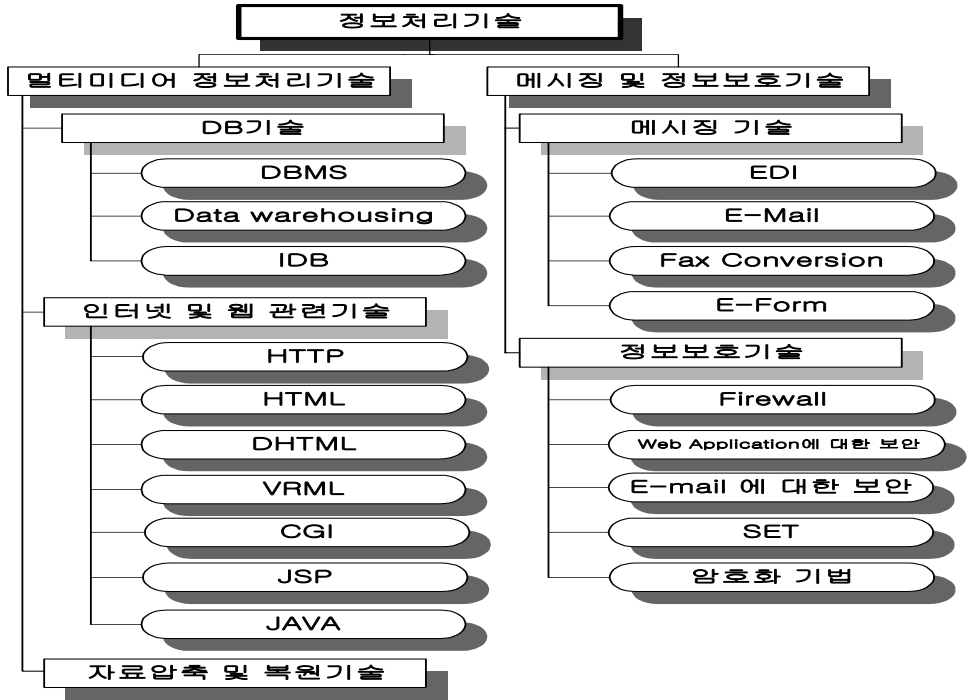 정보처리기술
멀티미디어 정보처리기술
DB기술
DBMS
Data warehousing
IDB
인터넷 및 웹 관련기술
HTTP
HTML
DHTML
VRML
CGI
JSP
JAVA
자료압축 및 복원기술
메시징 및 정보보호기술
메시징 기술
EDI
E-Mail
Fax Conversion
E-Form
정보보호기술
Firewall
Web Application에 대한 보안
E-mail 에 대한 보안
SET
암호화 기법